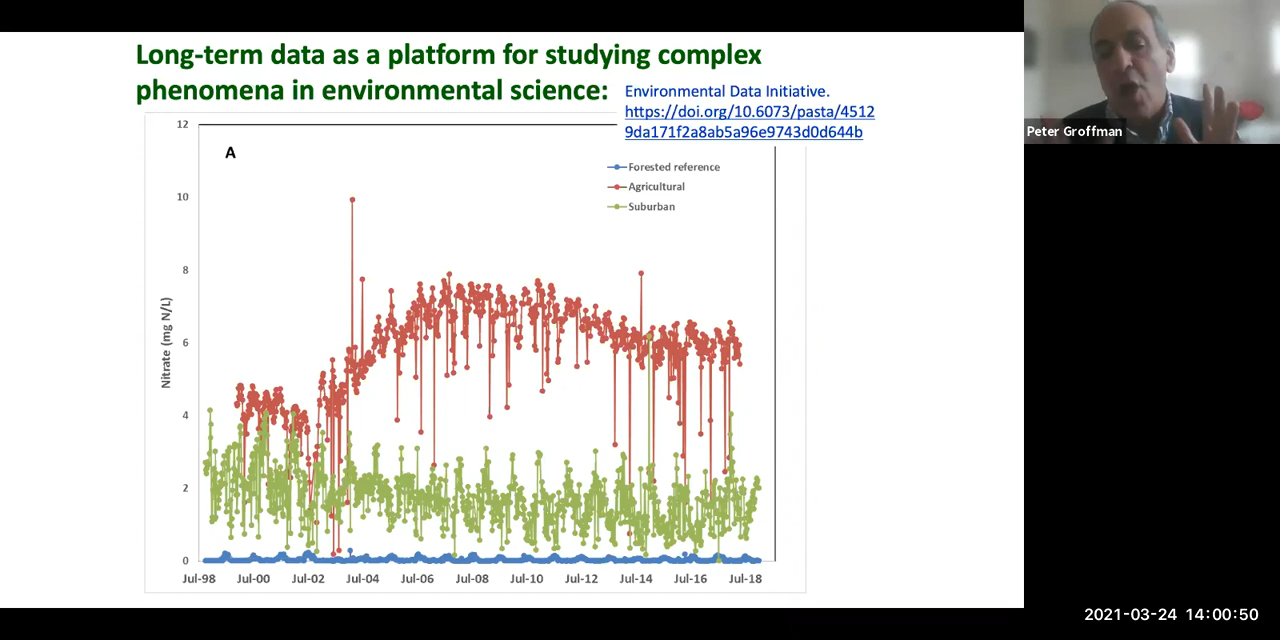 Long-term data as a platform for studying complex
phenomena in environmental science:
Environmental Data Initiative.
https://doi.org/10.6073/pasta/4512
9da171f2a8ab5a96e9743d0d644b
Peter Groffman
12
A
Forested reference
Agricultural
Suburban
10
8
6
4
2
0
Nitrate (mg N/L)
Jul-98 Jul-00 Jul-02 Jul-04 Jul-06 Jul-08 Jul-10 Jul-12 Jul-14 Jul-16 Jul-18
2021-03-24 14:00:50